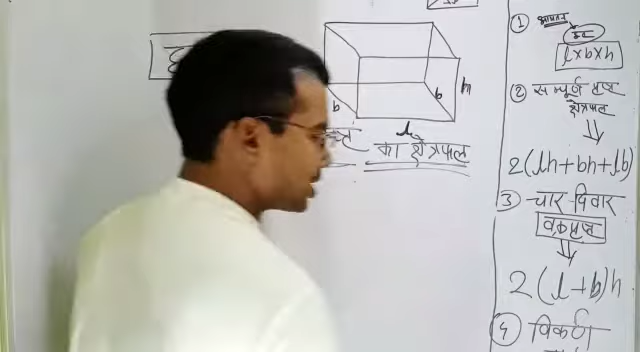 h
b
b
l
का क्षेत्रफल
① आयतन
l×b×h
② सम्पूर्ण पृष्ठ
क्षेत्रफल
⇓
2(lh+bh+lb)
③ चार दिवार
वक्रपृष्ठ
⇓
2(l+b)h
④ विकर्ण